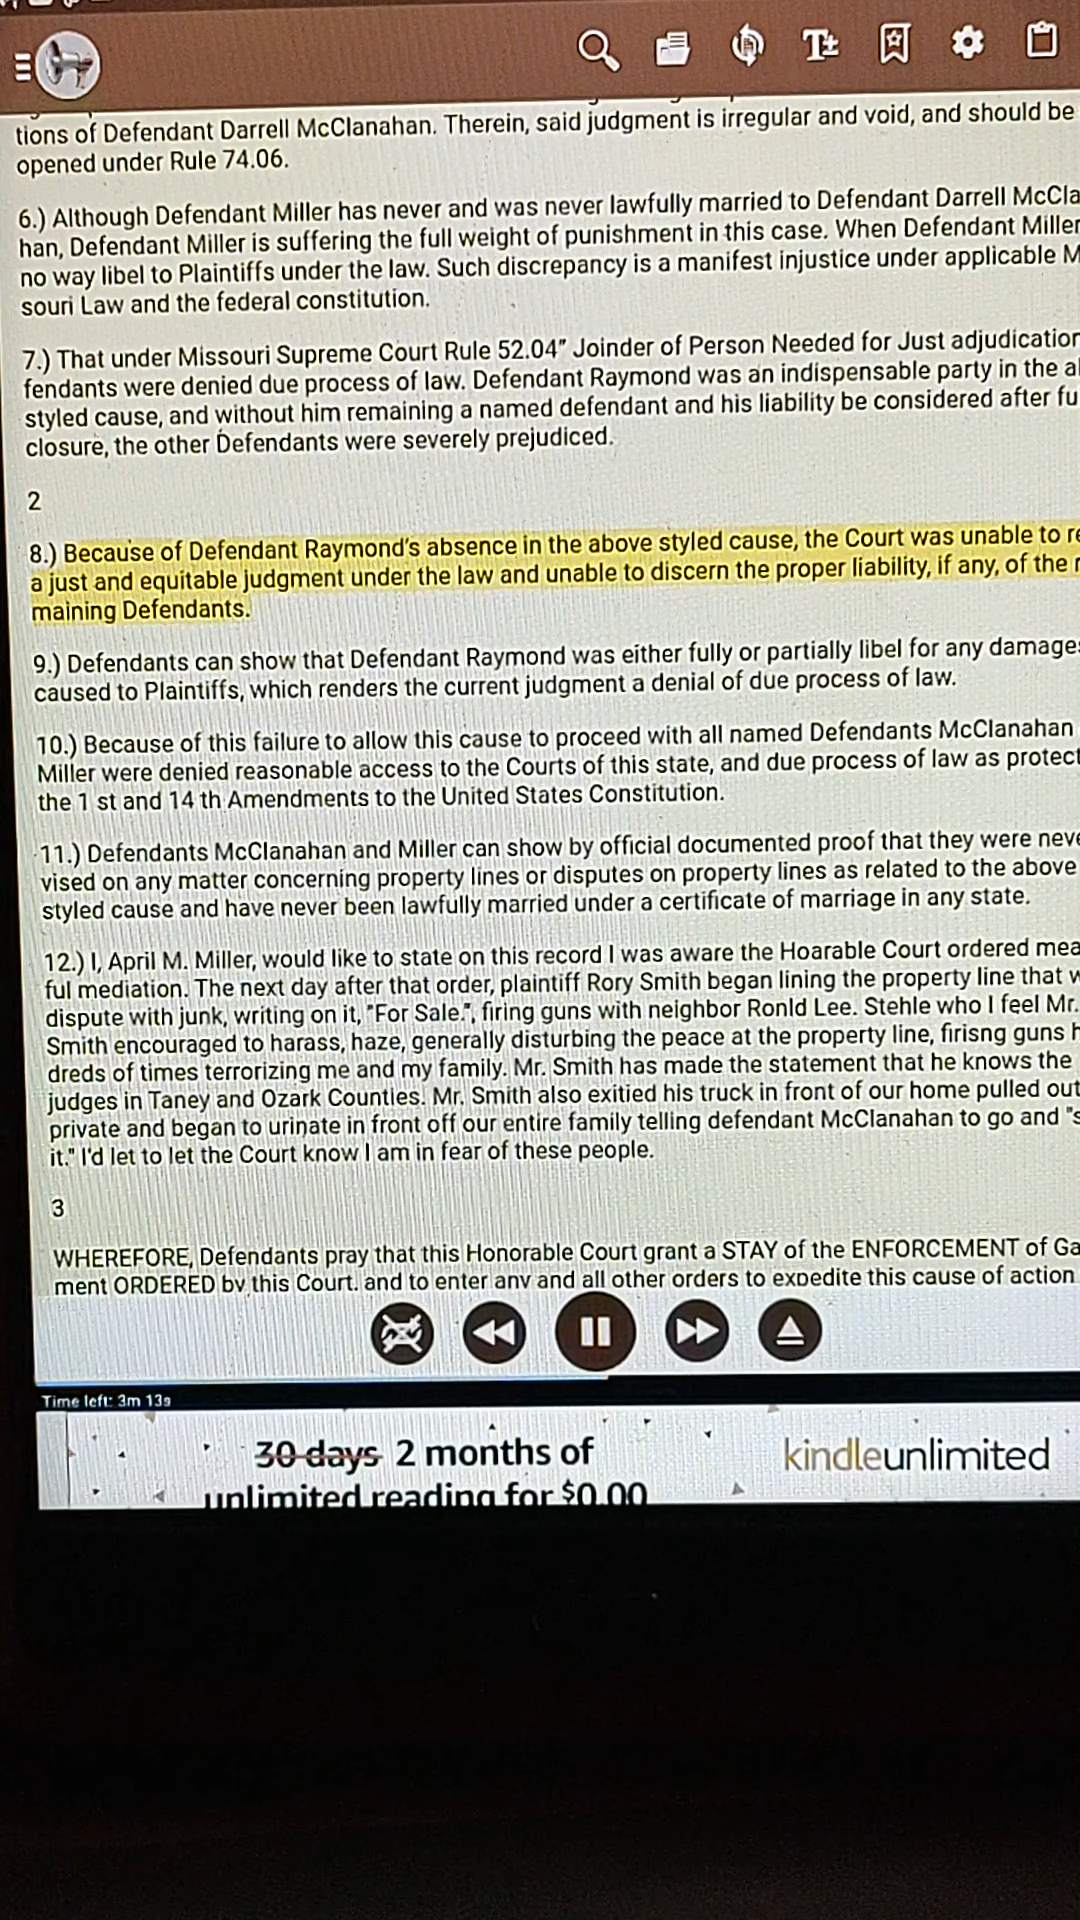 tions of Defendant Darrell McClanahan. Therein, said judgment is irregular and void, and should be
opened under Rule 74.06.
6.) Although Defendant Miller has never and was never lawfully married to Defendant Darrell McCla
han, Defendant Miller is suffering the full weight of punishment in this case. When Defendant Miller
no way libel to Plaintiffs under the law. Such discrepancy is a manifest injustice under applicable M
souri Law and the federal constitution.
7.) That under Missouri Supreme Court Rule 52.04" Joinder of Person Needed for Just adjudication
fendants were denied due process of law. Defendant Raymond was an indispensable party in the a
styled cause, and without him remaining a named defendant and his liability be considered after fu
closure, the other Defendants were severely prejudiced.
2
8.) Because of Defendant Raymond's absence in the above styled cause, the Court was unable to re
a just and equitable judgment under the law and unable to discern the proper liability, if any, of the r
maining Defendants.
9.) Defendants can show that Defendant Raymond was either fully or partially libel for any damages
caused to Plaintiffs, which renders the current judgment a denial of due process of law.
10.) Because of this failure to allow this cause to proceed with all named Defendants McClanahan
Miller were denied reasonable access to the Courts of this state, and due process of law as protect
the 1 st and 14 th Amendments to the United States Constitution.
11.) Defendants McClanahan and Miller can show by official documented proof that they were neve
vised on any matter concerning property lines or disputes on property lines as related to the above
styled cause and have never been lawfully married under a certificate of marriage in any state.
12.) I, April M. Miller, would like to state on this record I was aware the Hoarable Court ordered mea
ful mediation. The next day after that order, plaintiff Rory Smith began lining the property line that w
dispute with junk, writing on it, "For Sale.", firing guns with neighbor Ronld Lee. Stehle who I feel Mr.
Smith encouraged to harass, haze, generally disturbing the peace at the property line, firisng guns h
dreds of times terrorizing me and my family. Mr. Smith has made the statement that he knows the
judges in Taney and Ozark Counties. Mr. Smith also exitied his truck in front of our home pulled out
private and began to urinate in front off our entire family telling defendant McClanahan to go and "s
it." I'd let to let the Court know I am in fear of these people.
3
WHEREFORE, Defendants pray that this Honorable Court grant a STAY of the ENFORCEMENT of Ga
ment ORDERED by this Court. and to enter any and all other orders to expedite this cause of action
Time left: 3m 13s
30 days 2 months of
unlimited reading for $0.00
kindleunlimited